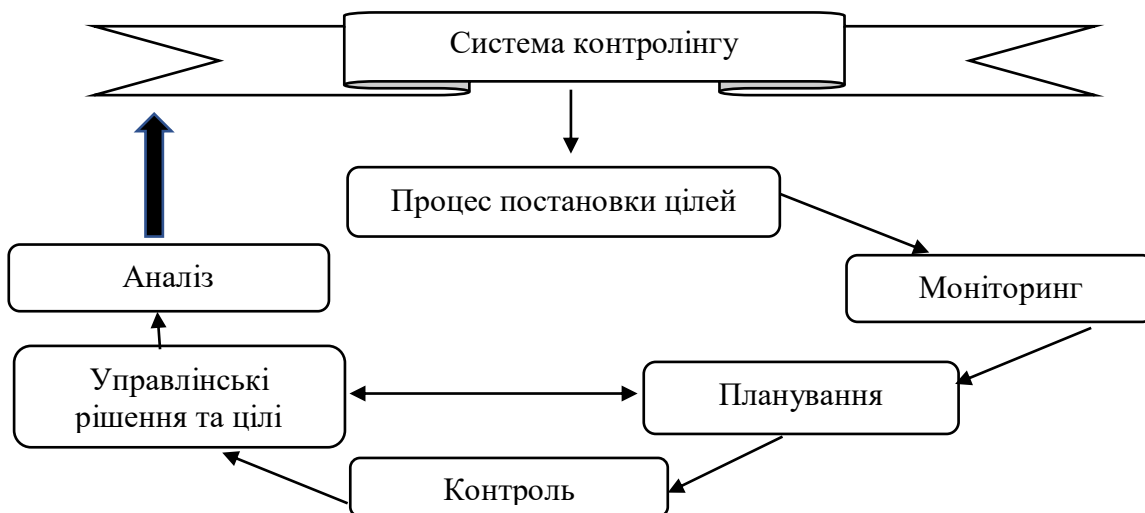 Система контролінгу
Процес постановки цілей
Аналіз
Моніторинг
Управлінські
рішення та цілі
Планування
Контроль